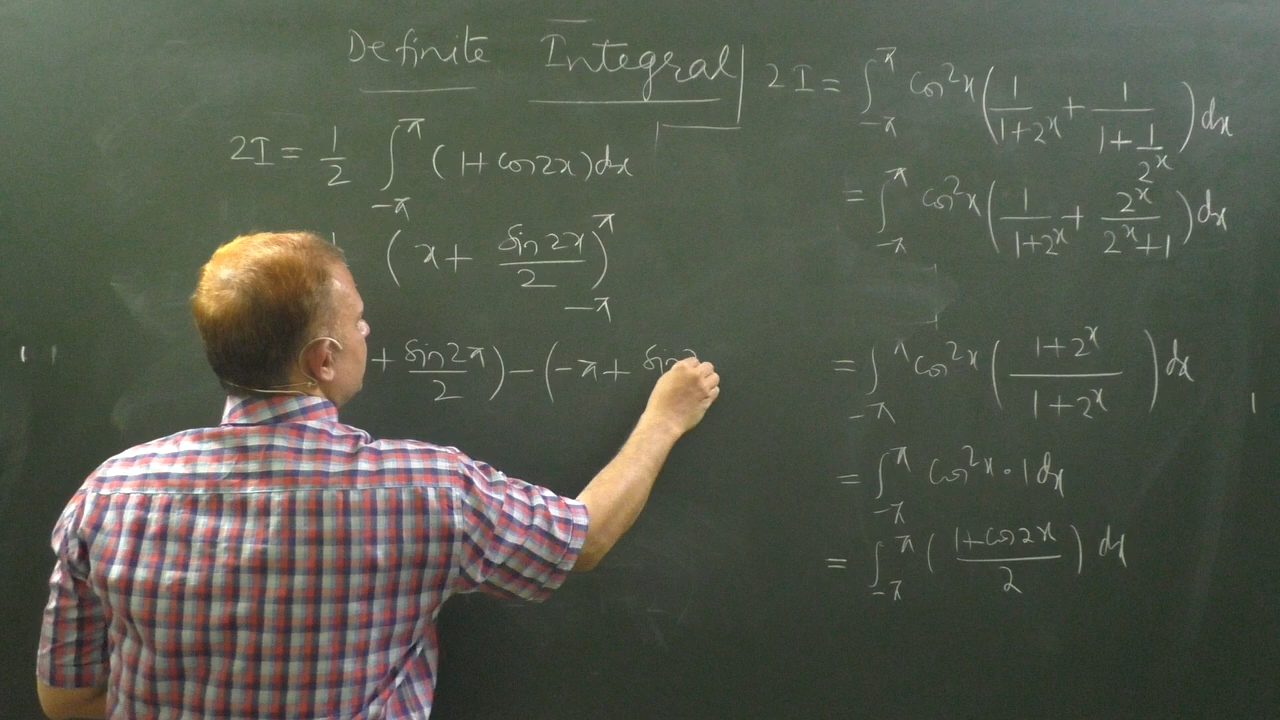 Definite Integral
2I = 1/2 ∫_{-π}^{π} (1+cos2x)dx
(x + sin2x/2)_{-π}^{π}
+ sin2π/2) - (-π + sin2
2I = ∫_{-π}^{π} cos²x (1/(1+2^x) + 1/(1+1/2^x)) dx
= ∫_{-π}^{π} cos²x (1/(1+2^x) + 2^x/(2^x+1)) dx
= ∫_{-π}^{π} cos²x ((1+2^x)/(1+2^x)) dx
= ∫_{-π}^{π} cos²x · 1 dx
= ∫_{-π}^{π} ((1+cos2x)/2) dx